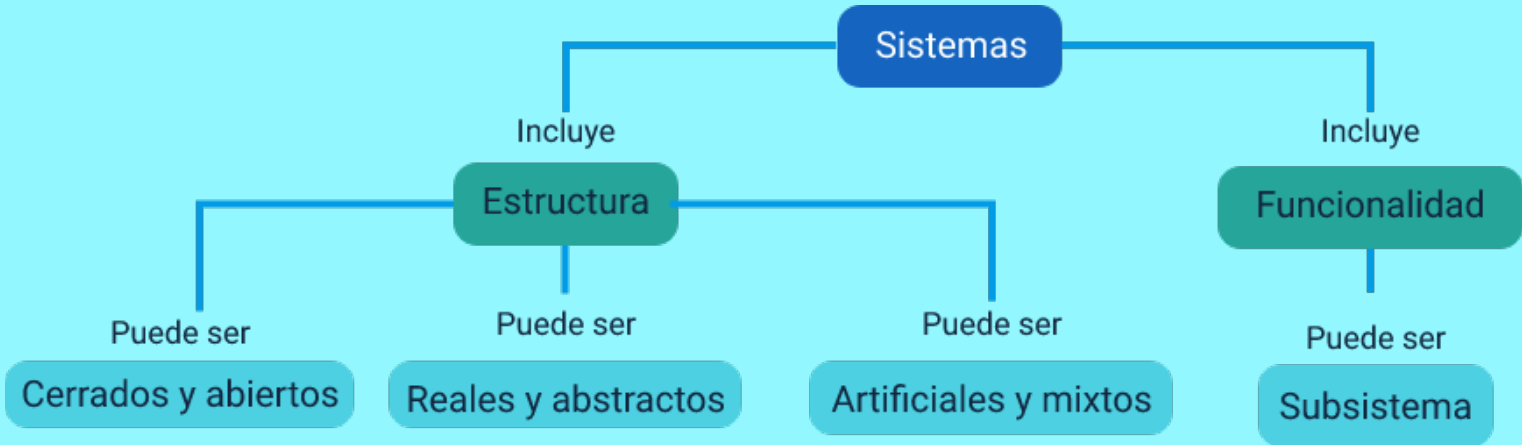 Sistemas
Incluye
Incluye
Estructura
Funcionalidad
Puede ser
Puede ser
Puede ser
Puede ser
Cerrados y abiertos
Reales y abstractos
Artificiales y mixtos
Subsistema